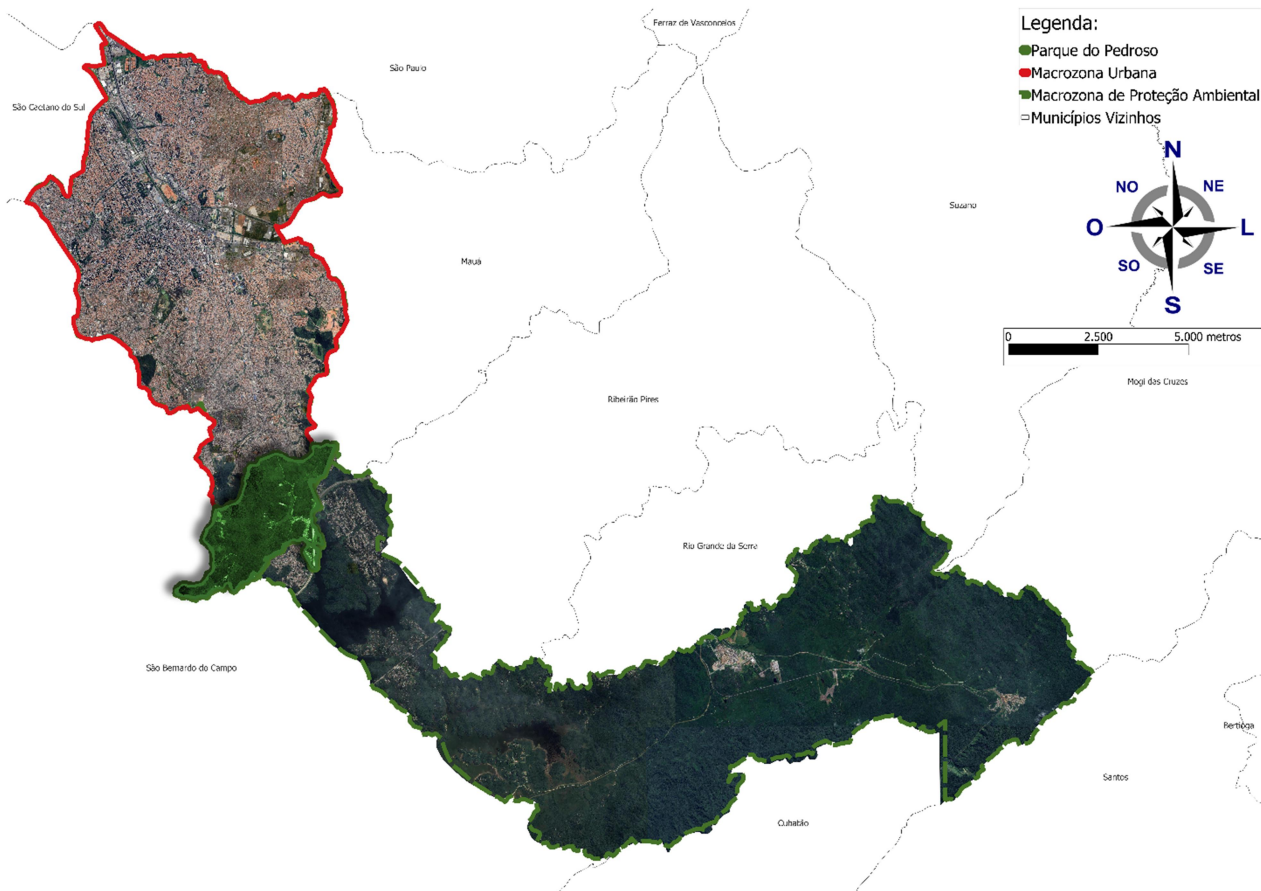 Legenda:
Parque do Pedroso
Macrozona Urbana
Macrozona de Proteção Ambiental
Municípios Vizinhos
N
NO
NE
O
L
SO
SE
S
0 2.500 5.000 metros
Ferraz de Vasconcelos
São Paulo
São Caetano do Sul
Suzano
Mauá
Mogi das Cruzes
Ribeirão Pires
Rio Grande da Serra
São Bernardo do Campo
Bertioga
Santos
Cubatão